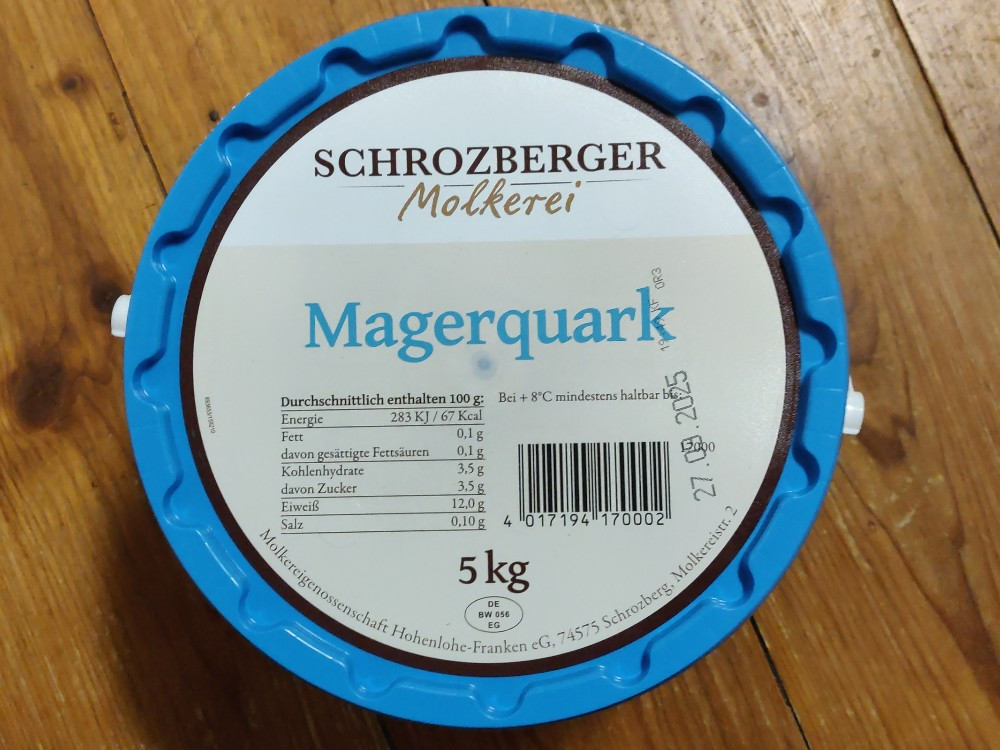 SCHROZBERGER
Molkerei
Magerquark
Durchschnittlich enthalten 100 g:
Energie 283 KJ / 67 Kcal
Fett 0,1 g
davon gesättigte Fettsäuren 0,1 g
Kohlenhydrate 3,5 g
davon Zucker 3,5 g
Eiweiß 12,0 g
Salz 0,10 g
Bei + 8°C mindestens haltbar bis:
27.09.2025
17000
4 017194 170002
5 kg
DE
BW 056
EG
Molkereigenossenschaft Hohenlohe-Franken eG, 74575 Schrozberg, Molkereistr. 2